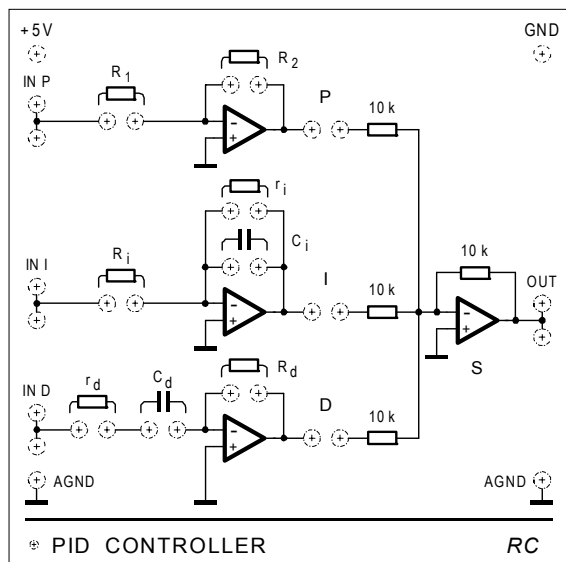 +5V GND
IN P R1 R2 P 10 k
- +
ri
Ci
IN I Ri I 10 k 10 k OUT
- +
- +
S
IN D rd Cd Rd D 10 k
- +
AGND AGND
PID CONTROLLER RC